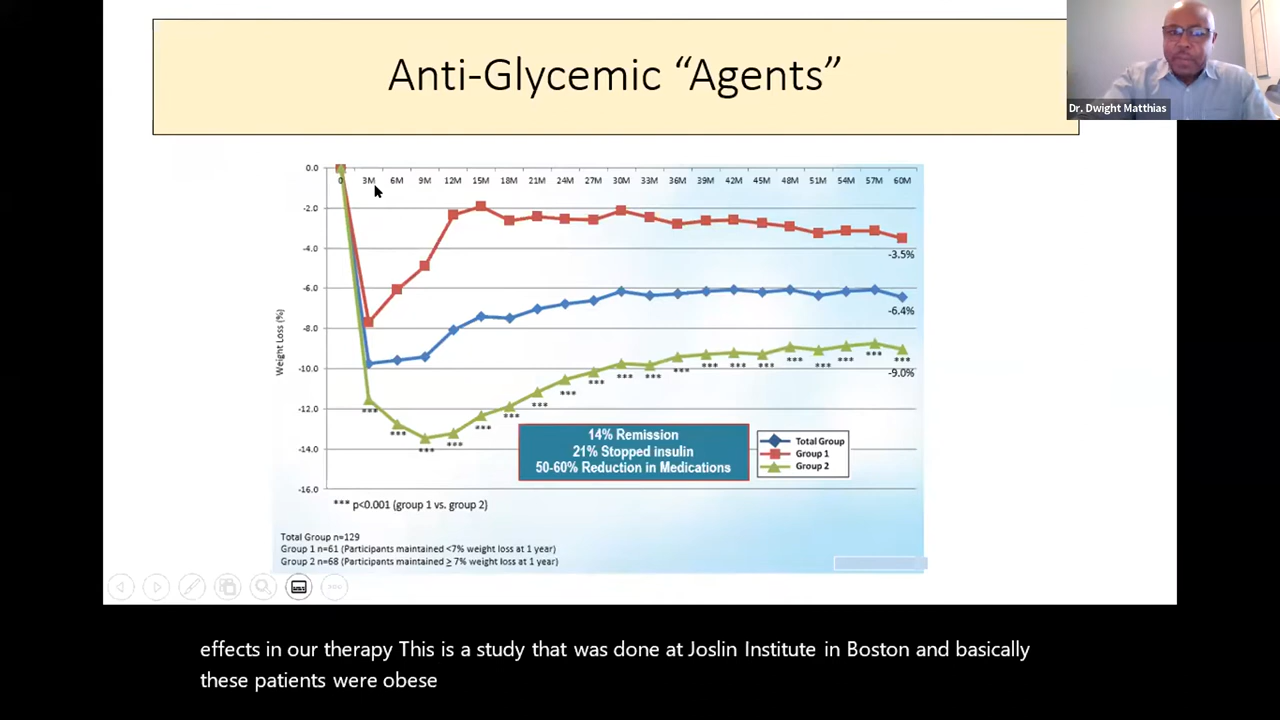 Anti-Glycemic “Agents”
Dr. Dwight Matthias
0.0
0 3M 6M 9M 12M 15M 18M 21M 24M 27M 30M 33M 36M 39M 42M 45M 48M 51M 54M 57M 60M
-2.0
-4.0
-3.5%
-6.0
-6.4%
-8.0
Weight Loss (%)
-10.0
-9.0%
*** *** *** *** *** *** *** *** *** *** *** *** *** *** *** *** *** *** *** ***
-12.0
-14.0
-16.0
14% Remission
21% Stopped insulin
50-60% Reduction in Medications
Total Group
Group 1
Group 2
*** p<0.001 (group 1 vs. group 2)
Total Group n=129
Group 1 n=61 (Participants maintained <7% weight loss at 1 year)
Group 2 n=68 (Participants maintained ≥ 7% weight loss at 1 year)
effects in our therapy This is a study that was done at Joslin Institute in Boston and basically
these patients were obese